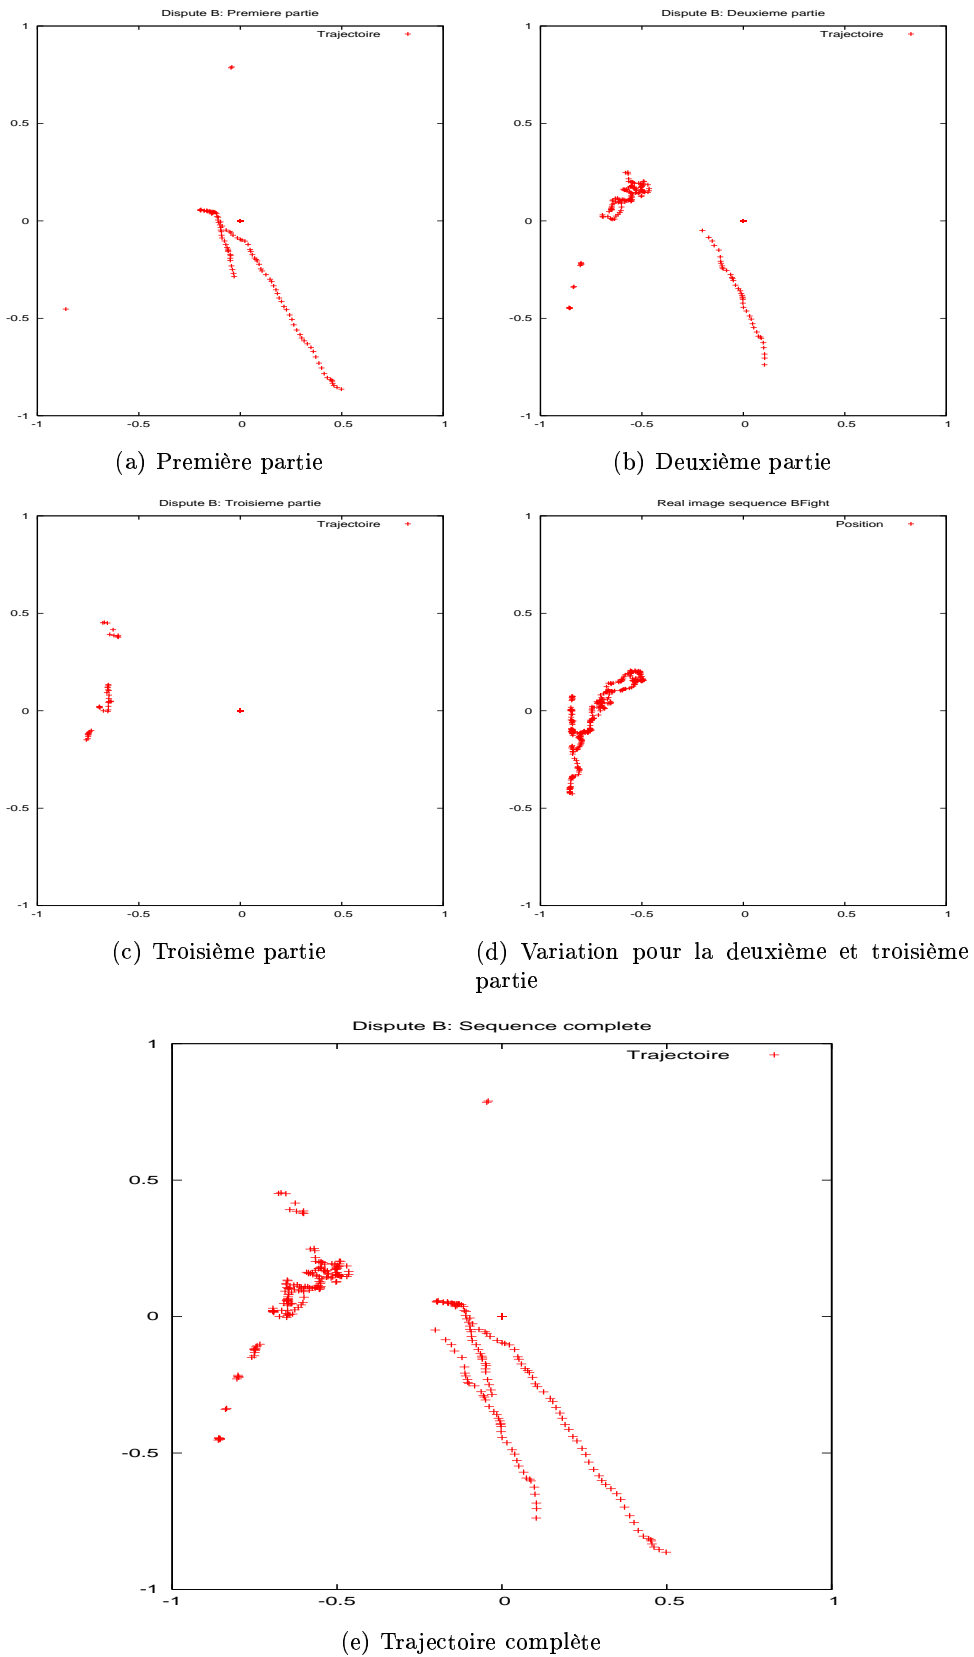 Dispute B: Premiere partie
Trajectoire
1
0.5
0
-0.5
-1
-1 -0.5 0 0.5 1
(a) Première partie
Dispute B: Deuxieme partie
Trajectoire
1
0.5
0
-0.5
-1
-1 -0.5 0 0.5 1
(b) Deuxième partie
Dispute B: Troisieme partie
Trajectoire
1
0.5
0
-0.5
-1
-1 -0.5 0 0.5 1
(c) Troisième partie
Real image sequence BFight
Position
1
0.5
0
-0.5
-1
-1 -0.5 0 0.5 1
(d) Variation pour la deuxième et troisième
partie
Dispute B: Sequence complete
Trajectoire
1
0.5
0
-0.5
-1
-1 -0.5 0 0.5 1
(e) Trajectoire complète